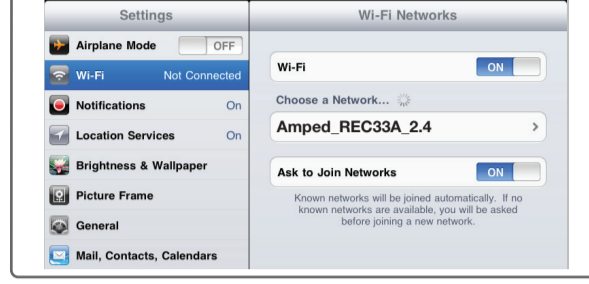 Settings
Airplane Mode OFF
Wi-Fi Not Connected
Notifications On
Location Services On
Brightness & Wallpaper
Picture Frame
General
Mail, Contacts, Calendars
Wi-Fi Networks
Wi-Fi ON
Choose a Network...
Amped_REC33A_2.4
Ask to Join Networks ON
Known networks will be joined automatically. If no
known networks are available, you will be asked
before joining a new network.